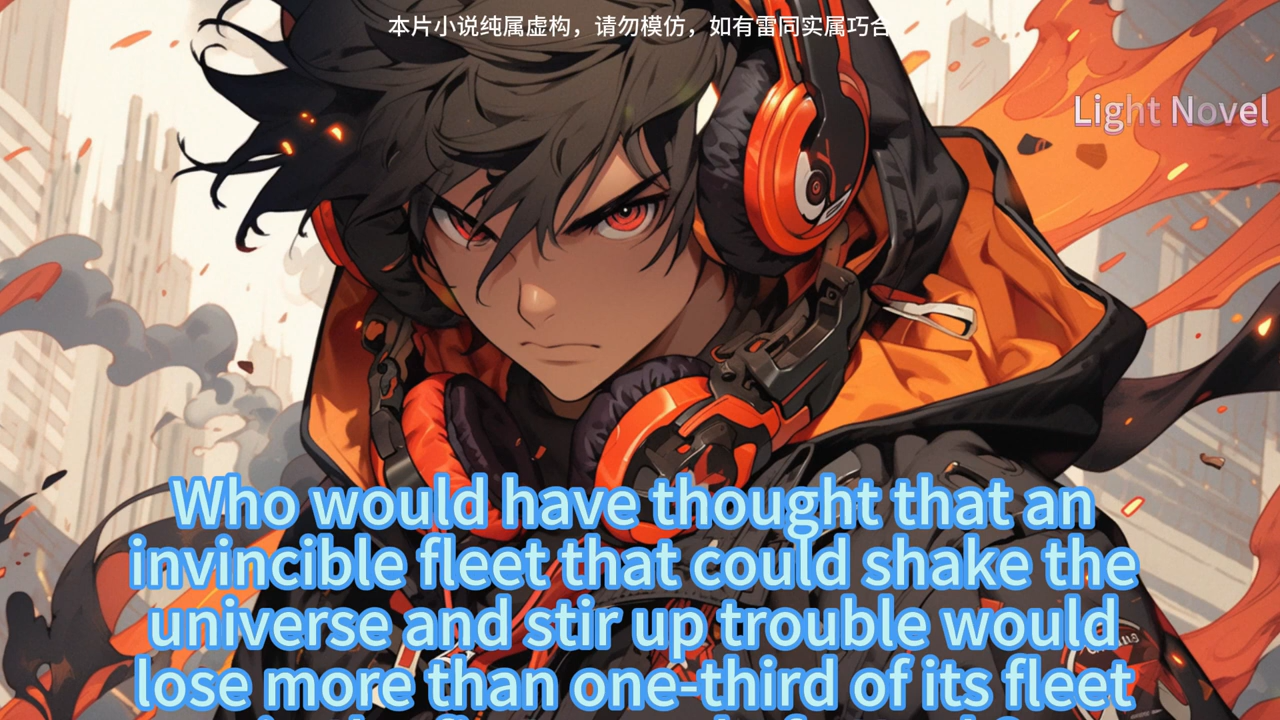 本片小说纯属虚构，请勿模仿，如有雷同实属巧合
Light Novel
Who would have thought that an
invincible fleet that could shake the
universe and stir up trouble would
lose more than one-third of its fleet